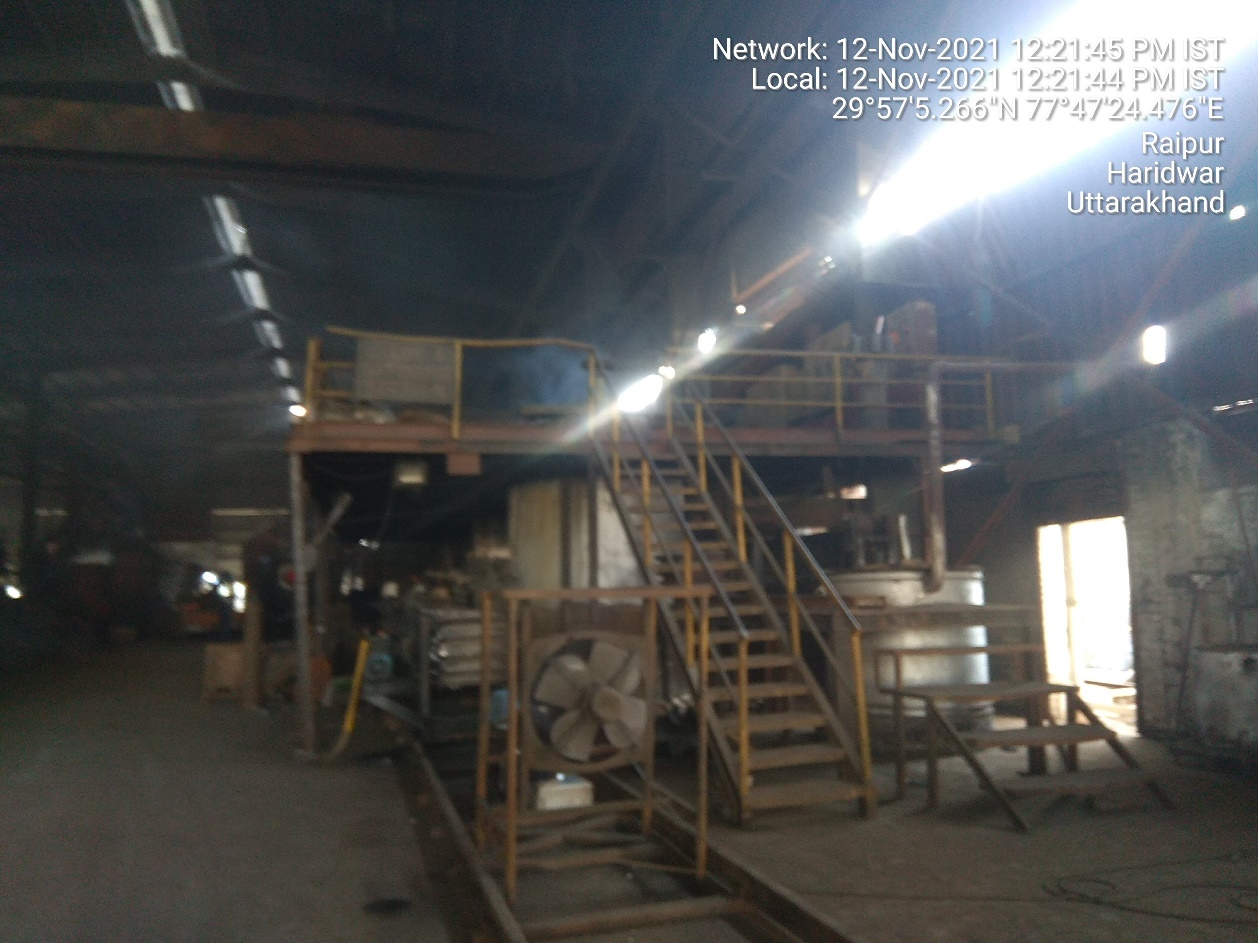 Network: 12-Nov-2021 12:21:45 PM IST
Local: 12-Nov-2021 12:21:44 PM IST
29°57'5.266"N 77°47'24.476"E
Raipur
Haridwar
Uttarakhand